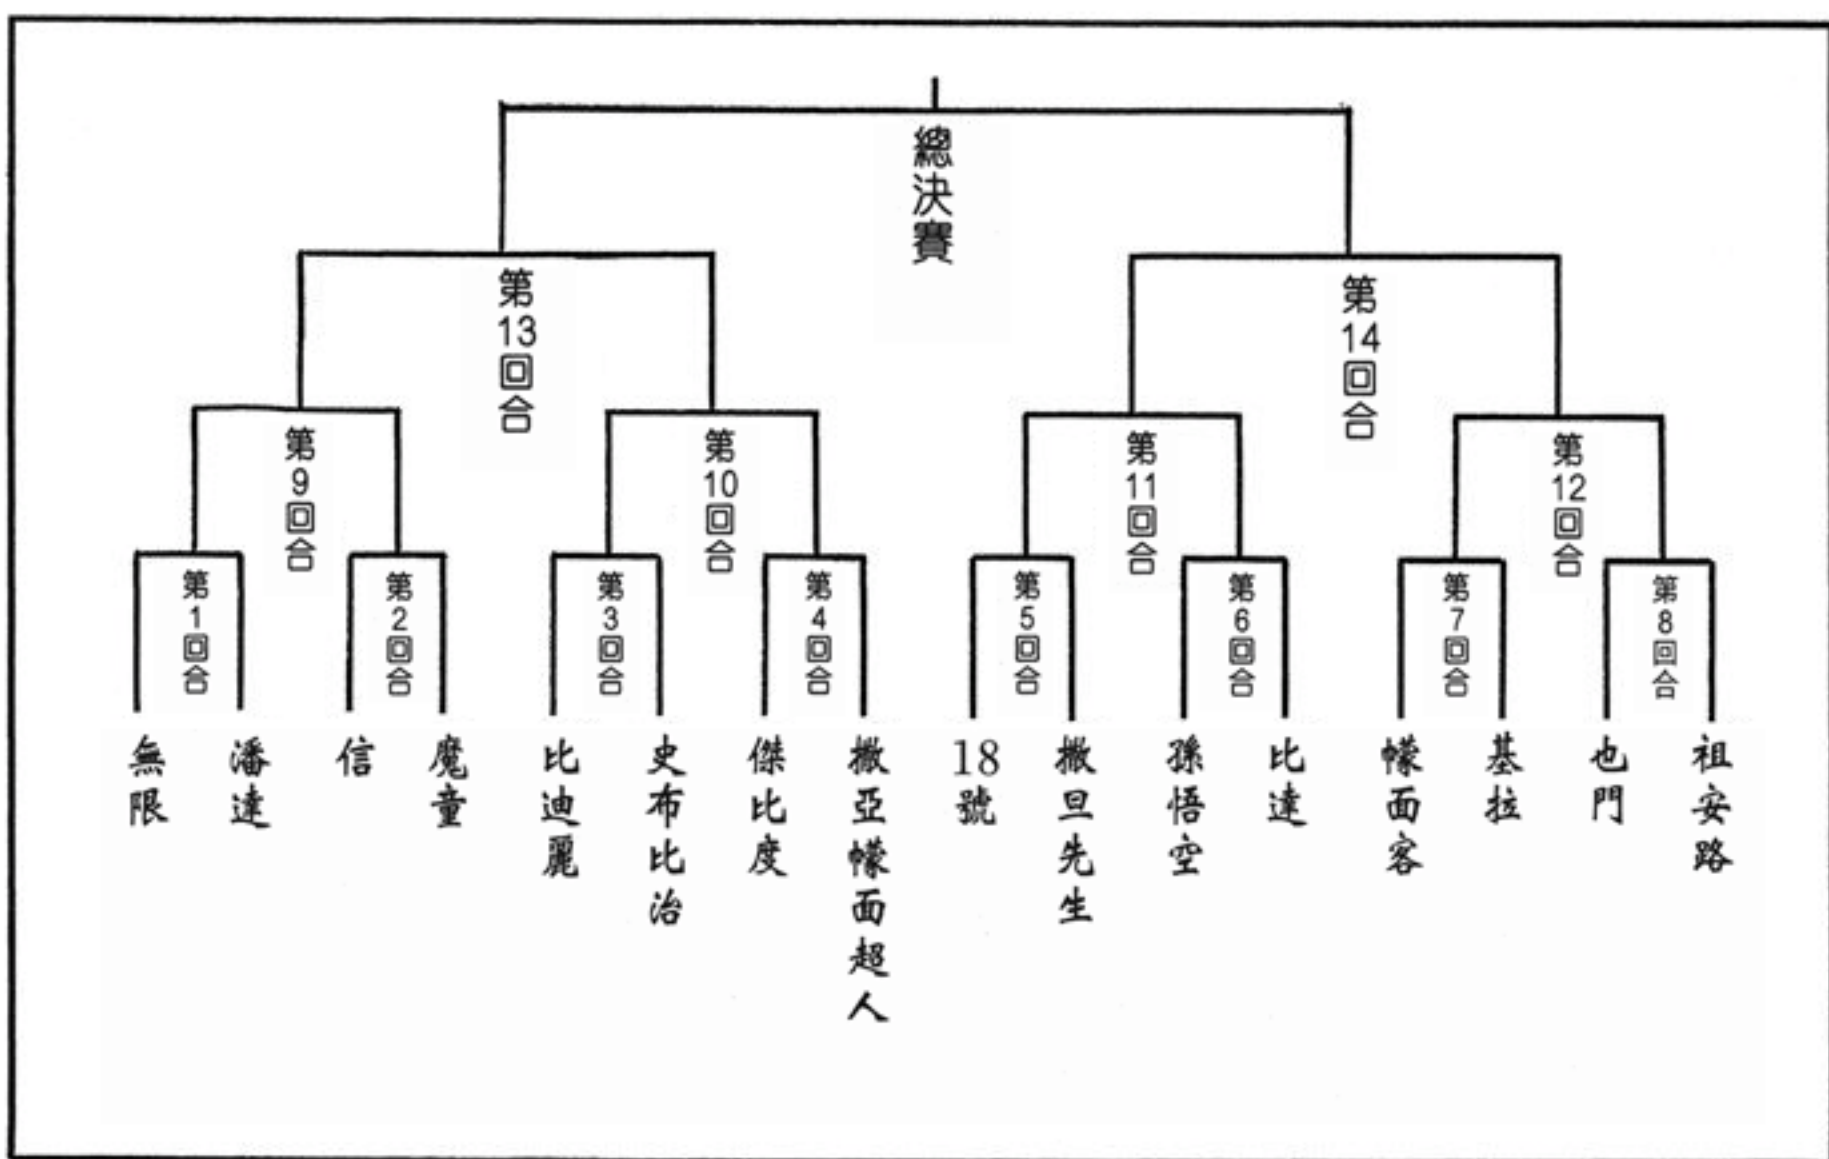 總決賽
第13回合
第14回合
第9回合
第10回合
第11回合
第12回合
第1回合
第2回合
第3回合
第4回合
第5回合
第6回合
第7回合
第8回合
無限
潘達
信
魔童
比迪麗
史布比治
傑比度
撒亞幪面超人
18號
撒旦先生
孫悟空
比達
幪面客
基拉
也門
祖安路